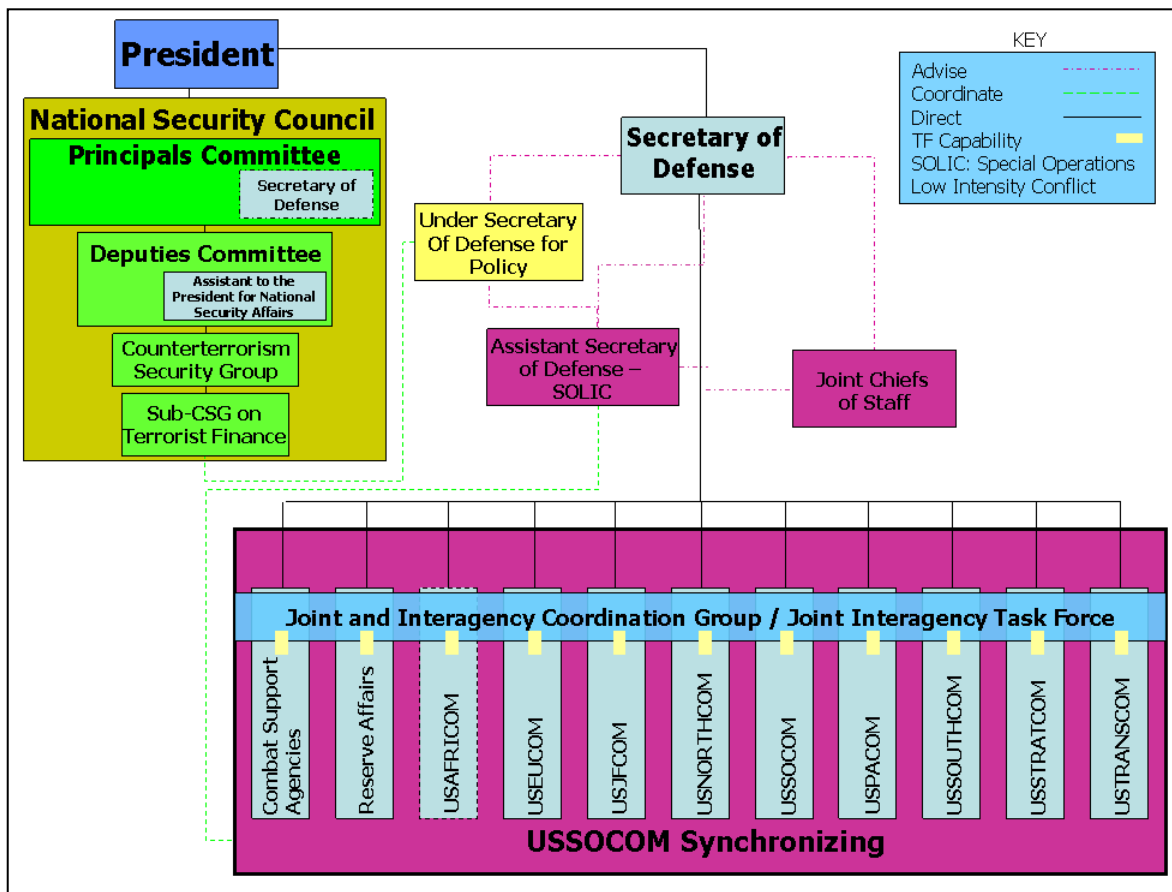 President
National Security Council
Principals Committee
Secretary of
Defense
Deputies Committee
Assistant to the
President for National
Security Affairs
Counterterrorism
Security Group
Sub-CSG on
Terrorist Finance
Secretary of
Defense
Under Secretary
Of Defense for
Policy
Assistant Secretary
of Defense –
SOLIC
Joint Chiefs
of Staff
KEY
Advise
Coordinate
Direct
TF Capability
SOLIC: Special Operations
Low Intensity Conflict
Joint and Interagency Coordination Group / Joint Interagency Task Force
Combat Support
Agencies
Reserve Affairs
USAFRICOM
USEUCOM
USJFCOM
USNORTHCOM
USSOCOM
USPACOM
USSOUTHCOM
USSTRATCOM
USTRANSCOM
USSOCOM Synchronizing